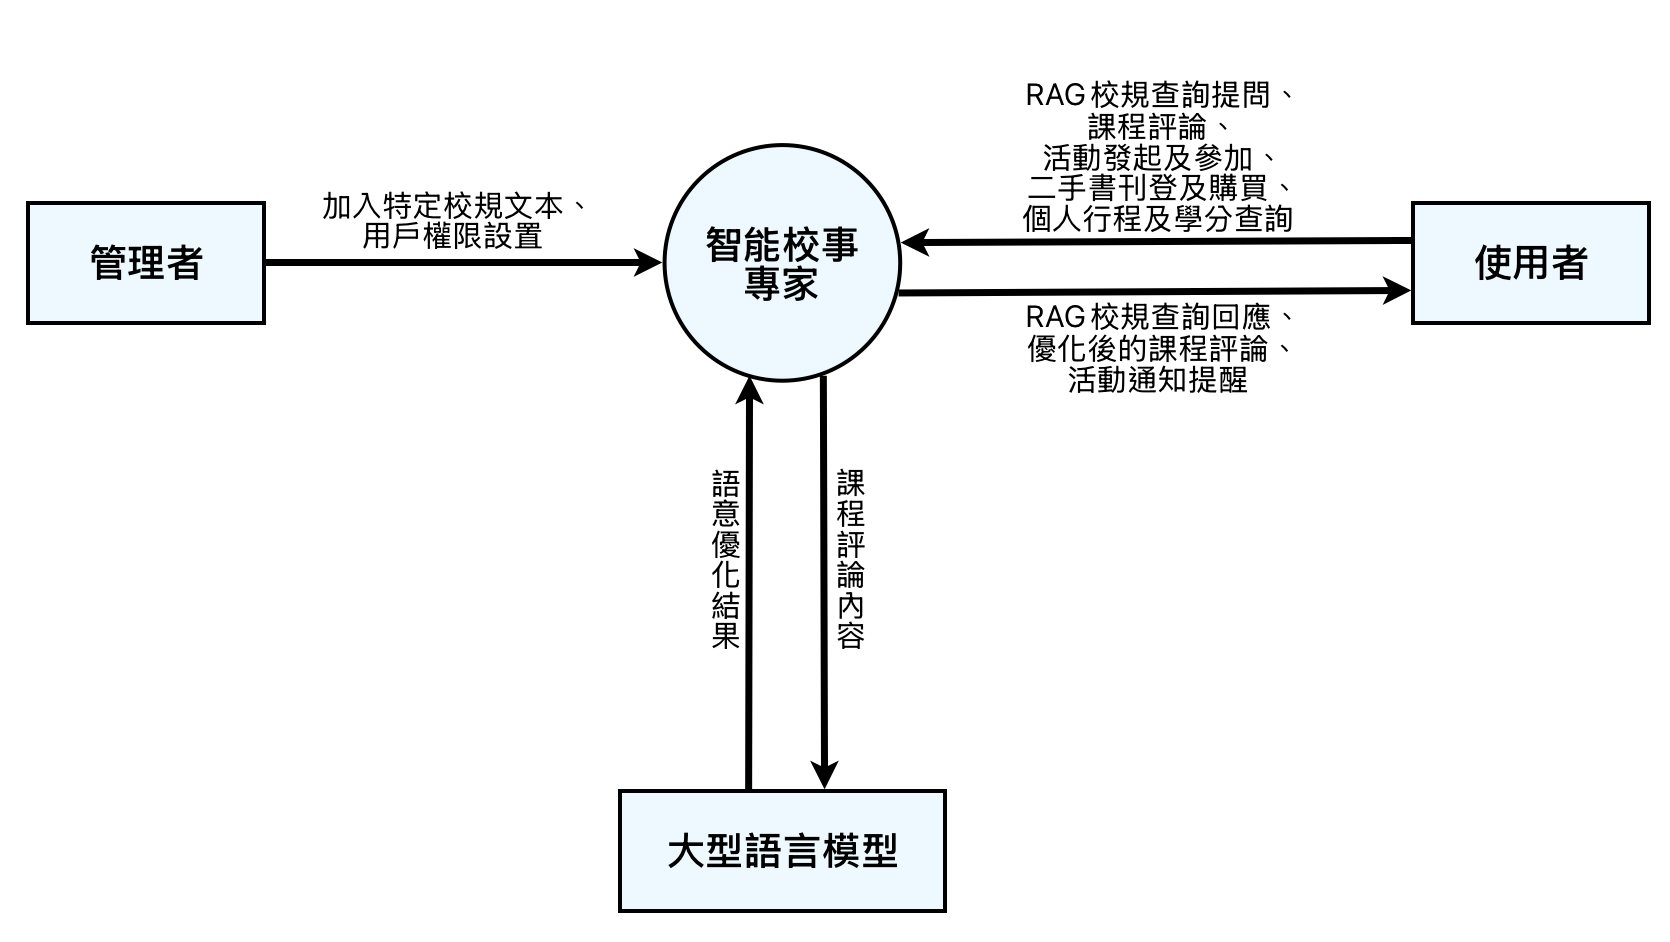 管理者
加入特定校規文本、
用戶權限設置
智能校事
專家
RAG 校規查詢提問、
課程評論、
活動發起及參加、
二手書刊登及購買、
個人行程及學分查詢
使用者
RAG 校規查詢回應、
優化後的課程評論、
活動通知提醒
語意優化結果
課程評論內容
大型語言模型